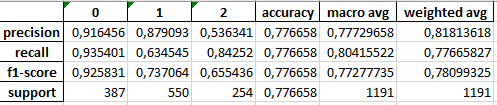 0 1 2 accuracy macro avg weighted avg
precision 0,916456 0,879093 0,536341 0,776658 0,77729658 0,81813618
recall 0,935401 0,634545 0,84252 0,776658 0,80415522 0,77665827
f1-score 0,925831 0,737064 0,655436 0,776658 0,77277735 0,78099325
support 387 550 254 0,776658 1191 1191